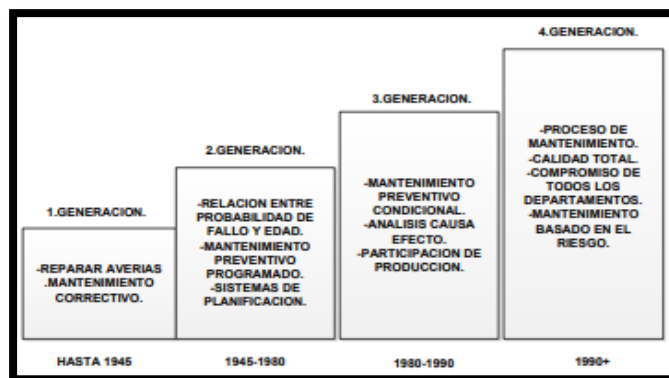 1.GENERACION.
-REPARAR AVERIAS
.MANTENIMIENTO
CORRECTIVO.
HASTA 1945
2.GENERACION.
-RELACION ENTRE
PROBABILIDAD DE
FALLO Y EDAD.
-MANTENIMIENTO
PREVENTIVO
PROGRAMADO.
-SISTEMAS DE
PLANIFICACION.
1945-1980
3.GENERACION.
-MANTENIMIENTO
PREVENTIVO
CONDICIONAL.
-ANALISIS CAUSA
EFECTO.
-PARTICIPACION DE
PRODUCCION.
1980-1990
4.GENERACION.
-PROCESO DE
MANTENIMIENTO.
-CALIDAD TOTAL.
-COMPROMISO DE
TODOS LOS
DEPARTAMENTOS.
-MANTENIMIENTO
BASADO EN EL
RIESGO.
1990+